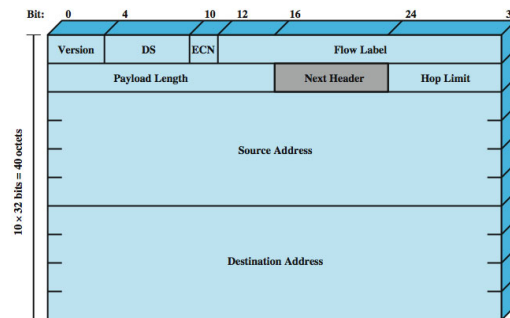 Bit: 0 4 10 12 16 24 3
Version DS ECN Flow Label
Payload Length Next Header Hop Limit
Source Address
Destination Address
10 × 32 bits = 40 octets